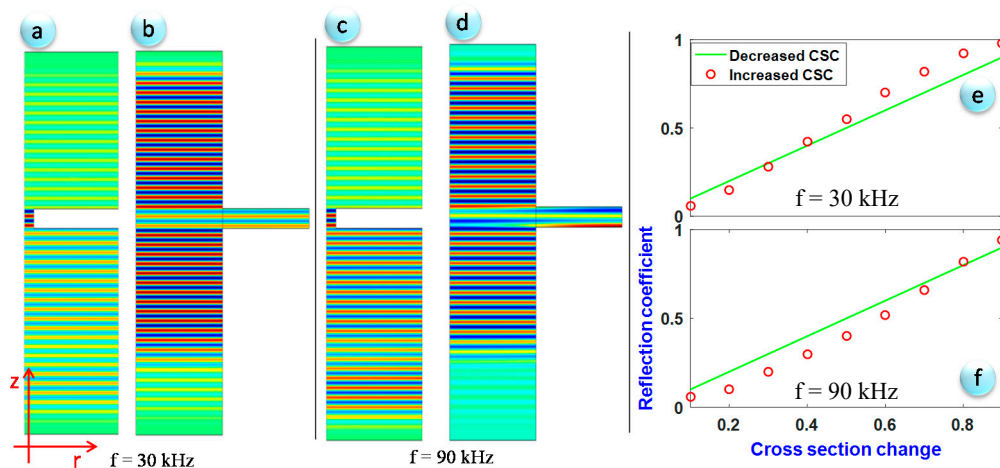 a
b
c
d
z
r
f = 30 kHz
f = 90 kHz
Reflection coefficient
1
0.5
0
Decreased CSC
Increased CSC
e
f = 30 kHz
1
0.5
0
f
f = 90 kHz
0.2 0.4 0.6 0.8
Cross section change